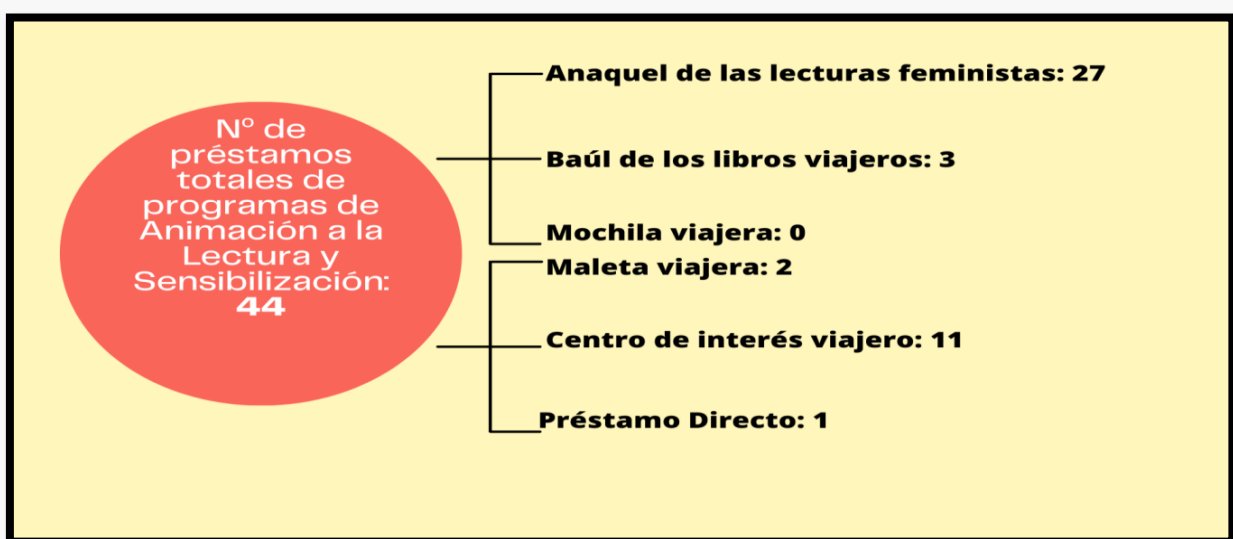 Nº de
préstamos
totales de
programas de
Animación a la
Lectura y
Sensibilización:
44
Anaquel de las lecturas feministas: 27
Baúl de los libros viajeros: 3
Mochila viajera: 0
Maleta viajera: 2
Centro de interés viajero: 11
Préstamo Directo: 1